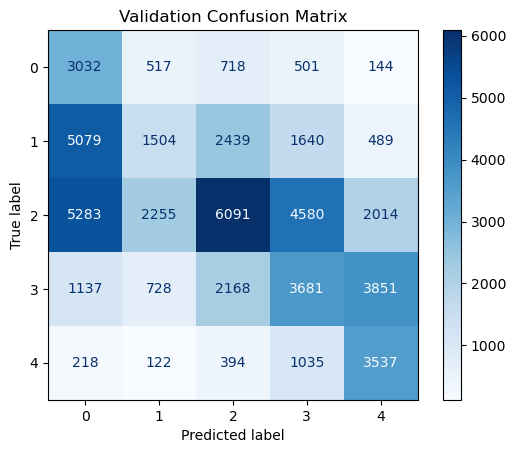 Validation Confusion Matrix
True label
0 3032 517 718 501 144
1 5079 1504 2439 1640 489
2 5283 2255 6091 4580 2014
3 1137 728 2168 3681 3851
4 218 122 394 1035 3537
0 1 2 3 4
Predicted label
6000
5000
4000
3000
2000
1000